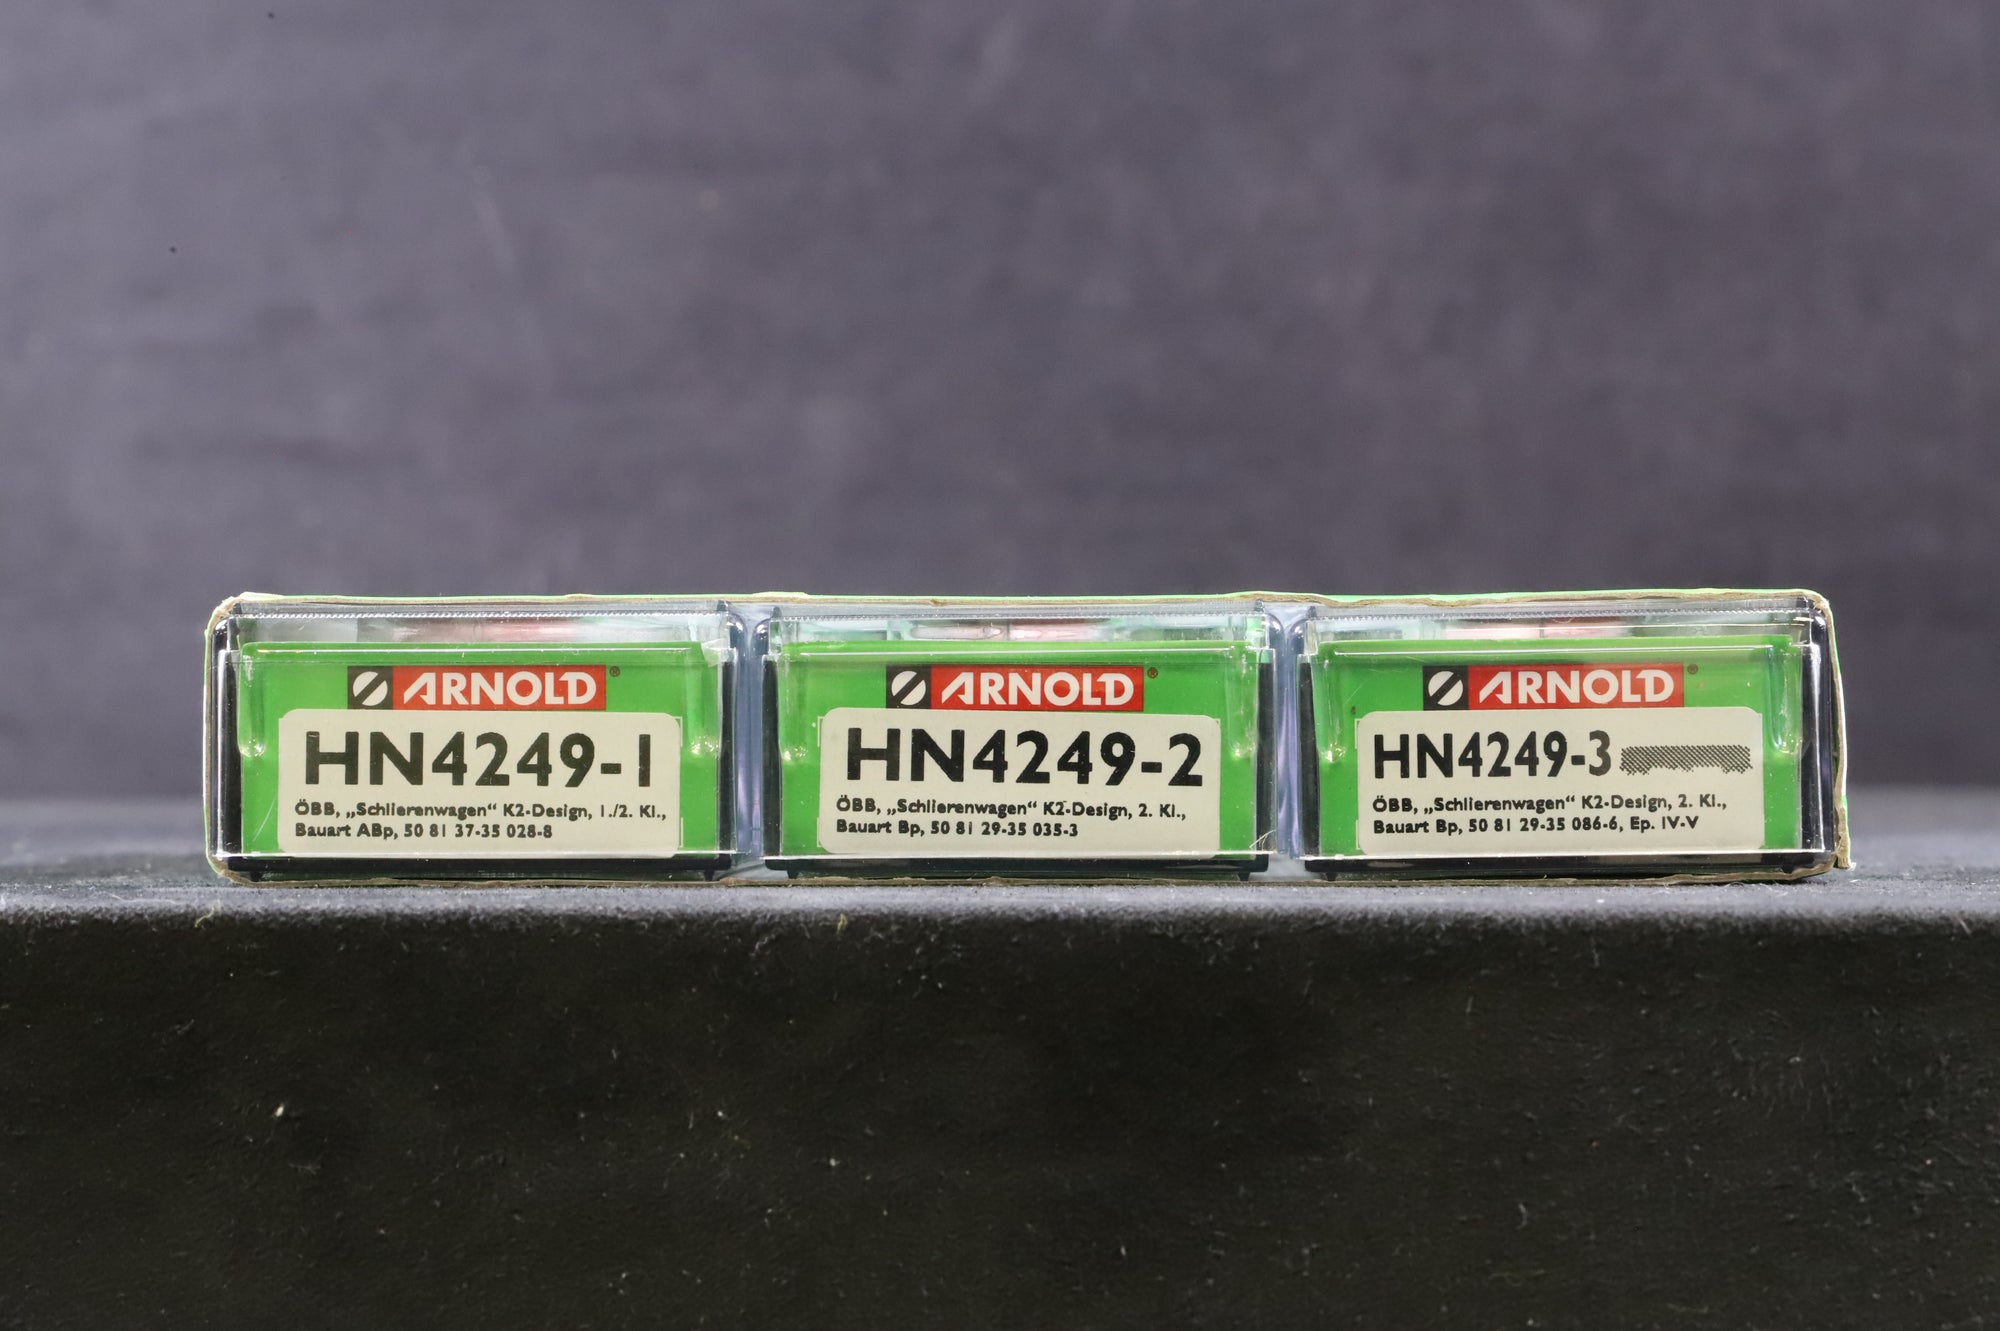 ARNOLD®
HN4249-1
ÖBB, „Schlierenwagen“ K2-Design, 1./2. Kl.,
Bauart ABp, 50 81 37-35 028-8
ARNOLD®
HN4249-2
ÖBB, „Schlierenwagen“ K2-Design, 2. Kl.,
Bauart Bp, 50 81 29-35 035-3
ARNOLD®
HN4249-3
ÖBB, „Schlierenwagen“ K2-Design, 2. Kl.,
Bauart Bp, 50 81 29-35 086-6, Ep. IV-V